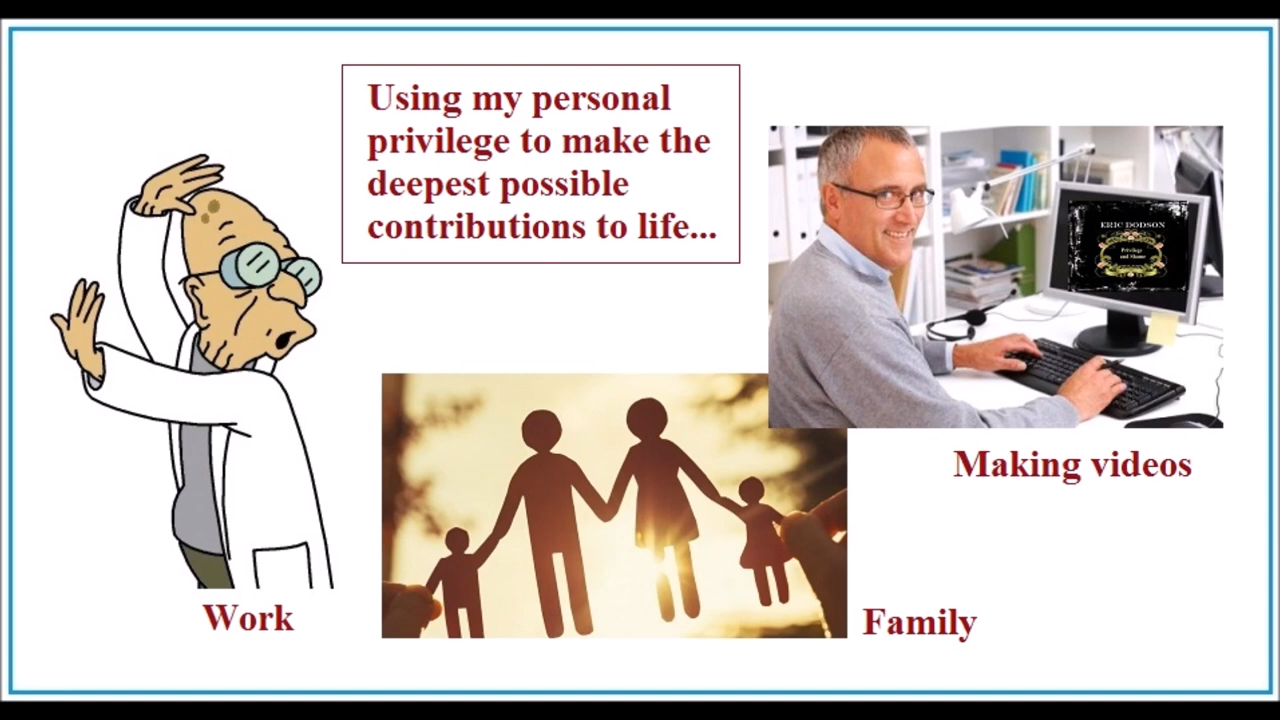 Using my personal
privilege to make the
deepest possible
contributions to life...
ERIC DODSON
Privilege
and Shame
Making videos
Work
Family